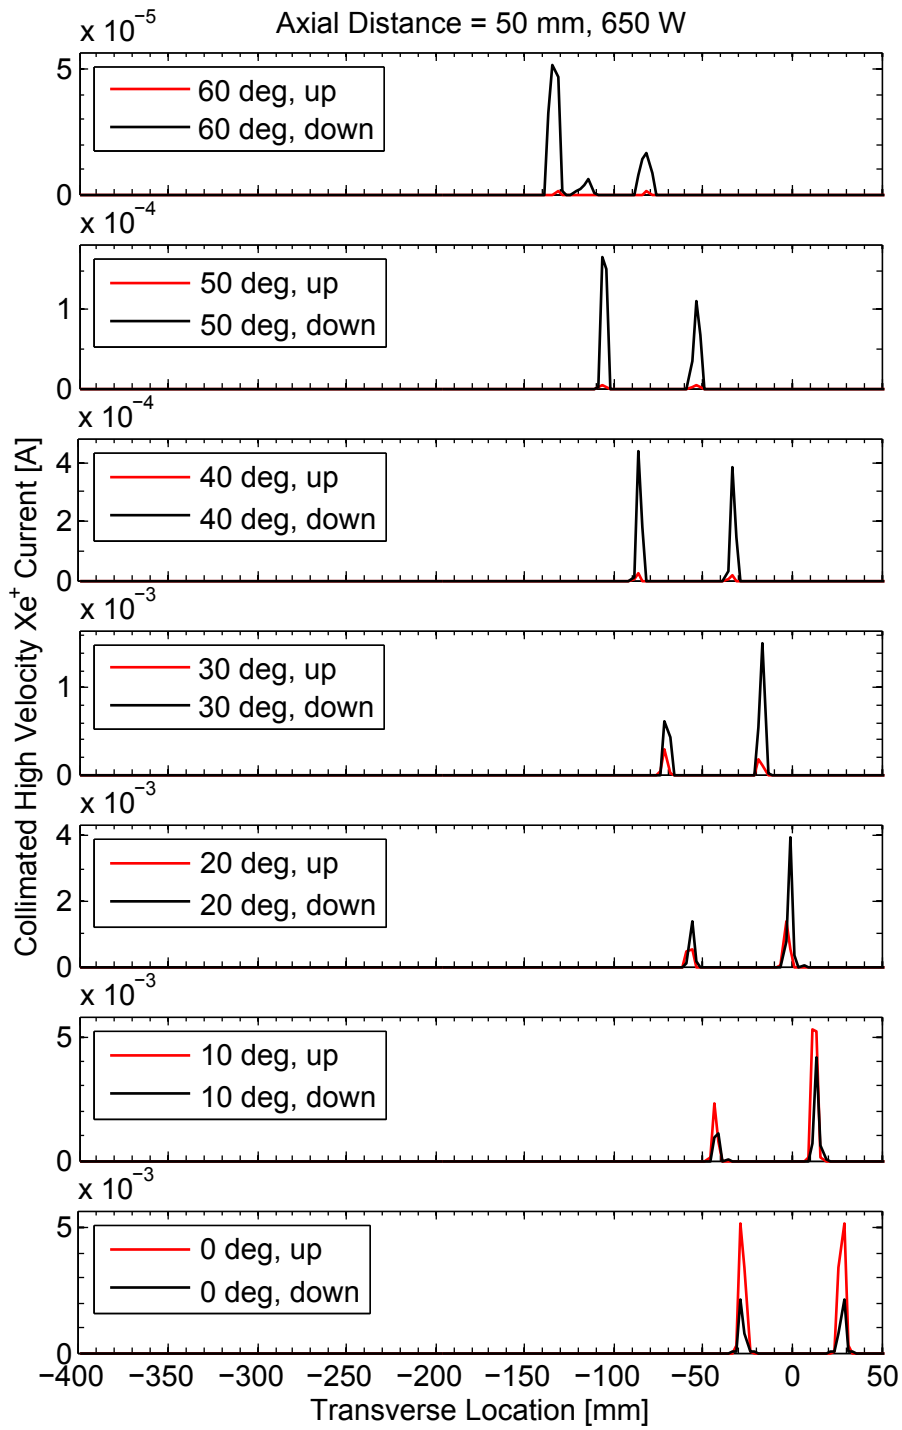 Axial Distance = 50 mm, 650 W
x 10−5
5
0
60 deg, up
60 deg, down
x 10−4
1
0
50 deg, up
50 deg, down
x 10−4
4
2
0
40 deg, up
40 deg, down
x 10−3
1
0
30 deg, up
30 deg, down
x 10−3
4
2
0
20 deg, up
20 deg, down
x 10−3
5
0
10 deg, up
10 deg, down
x 10−3
5
0
0 deg, up
0 deg, down
−400 −350 −300 −250 −200 −150 −100 −50 0 50
Transverse Location [mm]
Collimated High Velocity Xe+ Current [A]